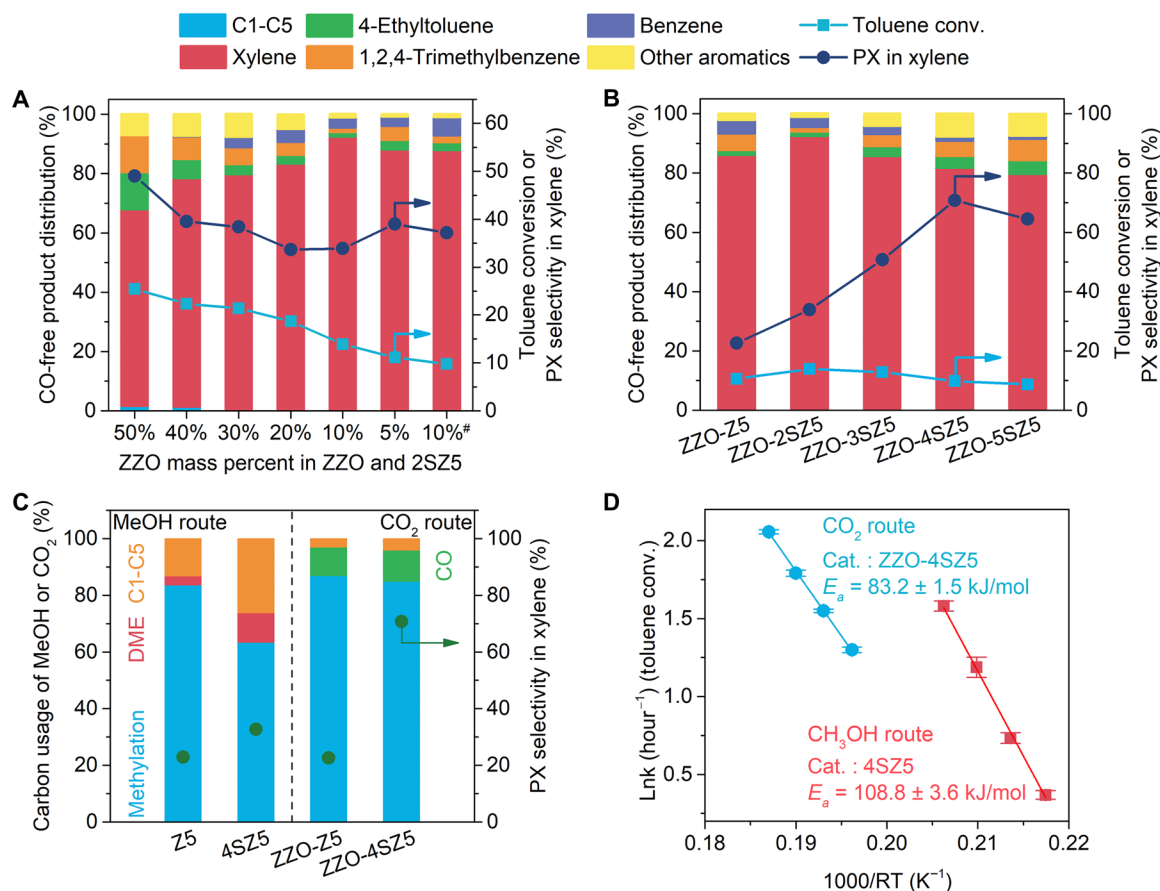 C1-C5
4-Ethyltoluene
Benzene
Toluene conv.
Xylene
1,2,4-Trimethylbenzene
Other aromatics
PX in xylene
A
CO-free product distribution (%)
100
80
60
40
20
0
60
50
40
30
20
10
0
Toluene conversion or
PX selectivity in xylene (%)
50% 40% 30% 20% 10% 5% 10%#
ZZO mass percent in ZZO and 2SZ5
B
CO-free product distribution (%)
100
80
60
40
20
0
100
80
60
40
20
0
Toluene conversion or
PX selectivity in xylene (%)
ZZO-Z5
ZZO-2SZ5
ZZO-3SZ5
ZZO-4SZ5
ZZO-5SZ5
C
Carbon usage of MeOH or CO₂ (%)
100
80
60
40
20
0
MeOH route
CO₂ route
Methylation
DME
C1-C5
CO
100
80
60
40
20
0
PX selectivity in xylene (%)
Z5
4SZ5
ZZO-Z5
ZZO-4SZ5
D
Lnk (hour⁻¹) (toluene conv.)
2.0
1.5
1.0
0.5
CO₂ route
Cat. : ZZO-4SZ5
Eₐ = 83.2 ± 1.5 kJ/mol
CH₃OH route
Cat. : 4SZ5
Eₐ = 108.8 ± 3.6 kJ/mol
0.18 0.19 0.20 0.21 0.22
1000/RT (K⁻¹)